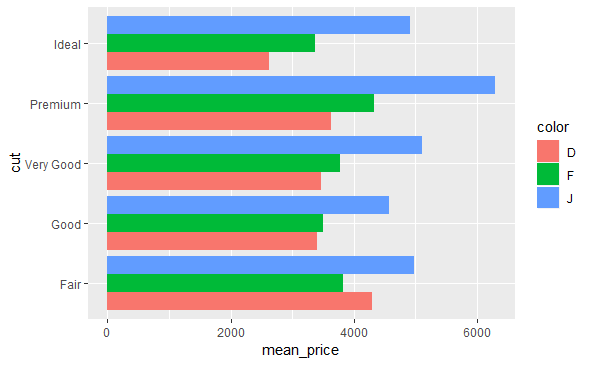 Ideal
Premium
Very Good
Good
Fair
cut
0 2000 4000 6000
mean_price
color
D
F
J